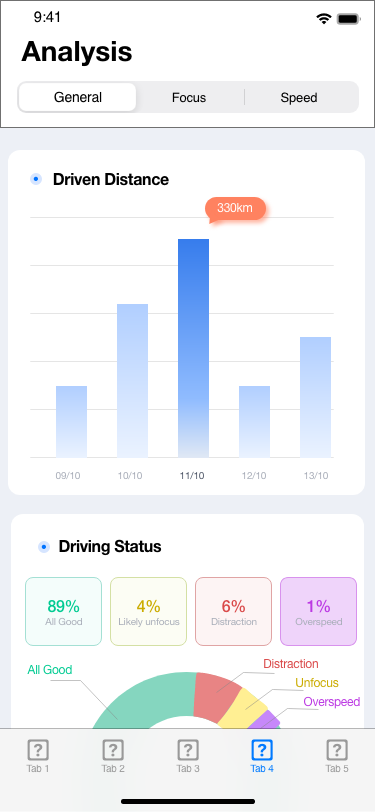 9:41
Analysis
General Focus Speed
Driven Distance
330km
09/10 10/10 11/10 12/10 13/10
Driving Status
89% 4% 6% 1%
All Good Likely unfocus Distraction Overspeed
Distraction
All Good
Unfocus
Overspeed
? ? ? ? ?
Tab 1 Tab 2 Tab 3 Tab 4 Tab 5